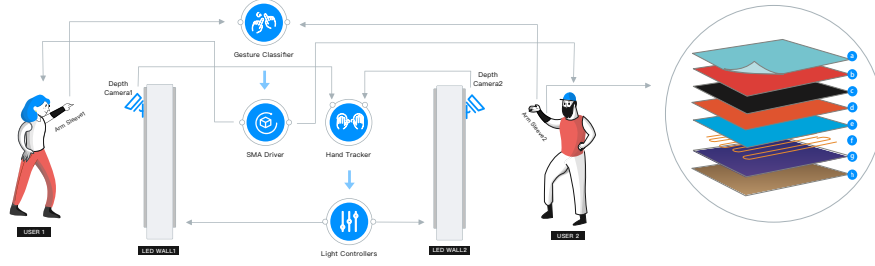 Gesture Classifier
Depth
Camera1
Depth
Camera2
Arm Sleeve1
Arm Sleeve2
SMA Driver
Hand Tracker
Light Controllers
USER 1
LED WALL1
LED WALL2
USER 2
a
b
c
d
e
f
g
h